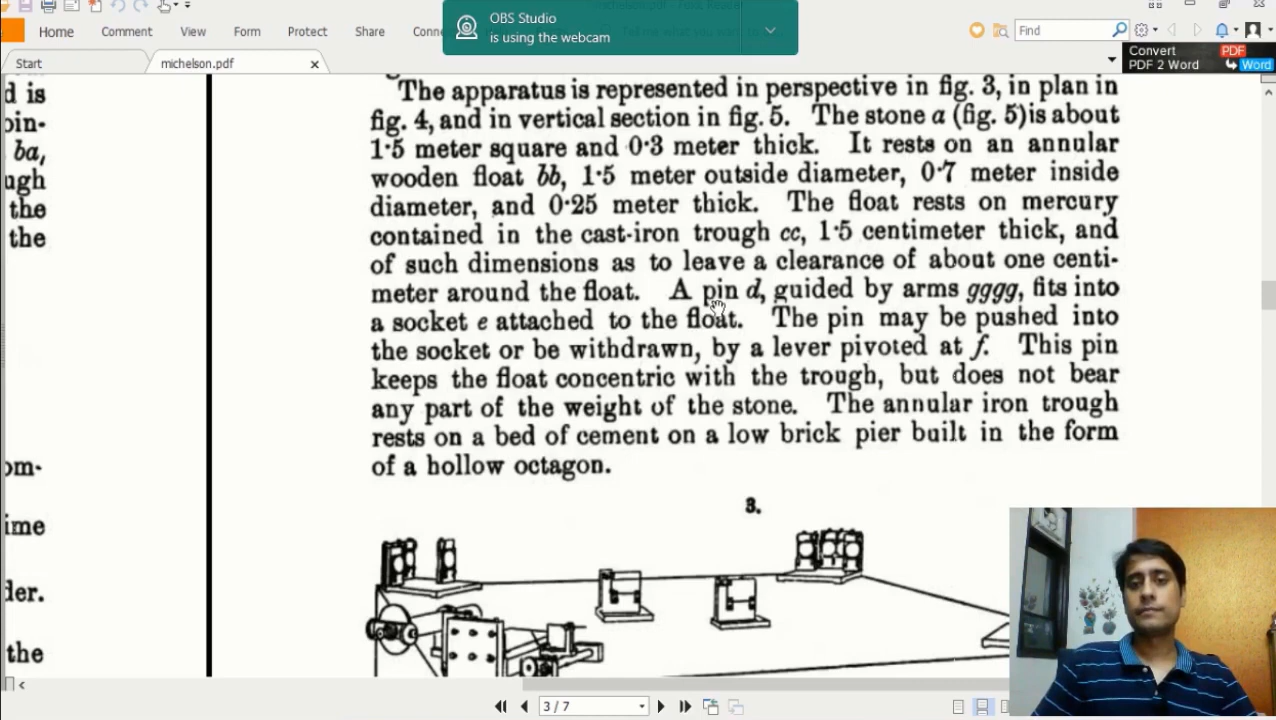 OBS Studio
is using the webcam
Home Comment View Form Protect Share
Find
Start michelson.pdf
Convert PDF
PDF 2 Word Word
d is
oin-
ba,
ugh
the
the
om-
ime
der.
the
The apparatus is represented in perspective in fig. 3, in plan in
fig. 4, and in vertical section in fig. 5. The stone a (fig. 5) is about
1·5 meter square and 0·3 meter thick. It rests on an annular
wooden float bb, 1·5 meter outside diameter, 0·7 meter inside
diameter, and 0·25 meter thick. The float rests on mercury
contained in the cast-iron trough cc, 1·5 centimeter thick, and
of such dimensions as to leave a clearance of about one centi-
meter around the float. A pin d, guided by arms gggg, fits into
a socket e attached to the float. The pin may be pushed into
the socket or be withdrawn, by a lever pivoted at f. This pin
keeps the float concentric with the trough, but does not bear
any part of the weight of the stone. The annular iron trough
rests on a bed of cement on a low brick pier built in the form
of a hollow octagon.
3.
3 / 7